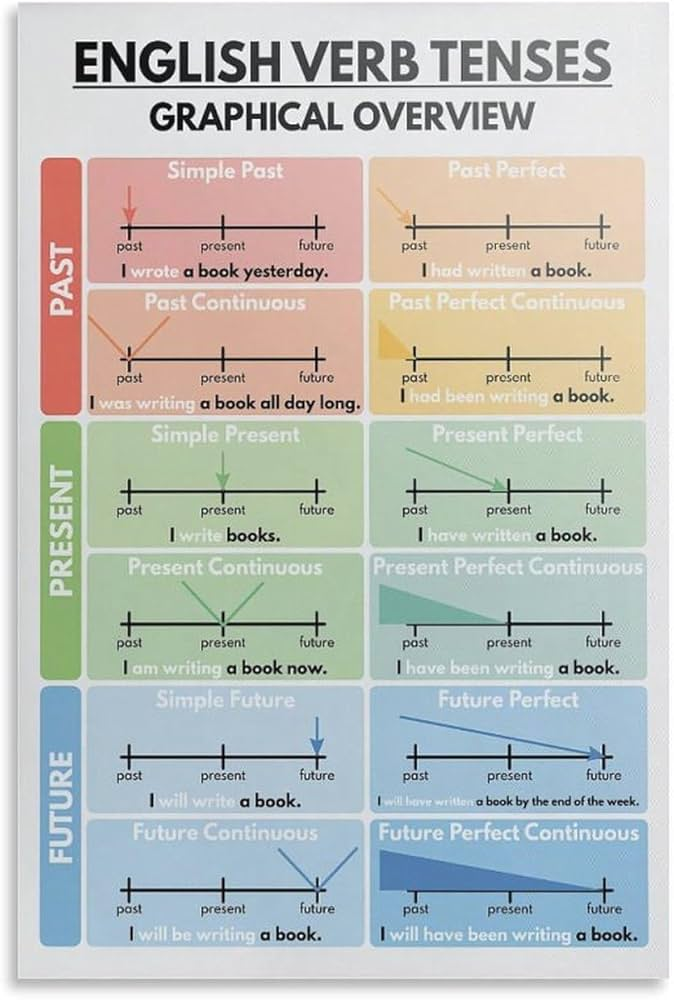 ENGLISH VERB TENSES
GRAPHICAL OVERVIEW
PAST
Simple Past
past present future
I wrote a book yesterday.
Past Perfect
past present future
I had written a book.
Past Continuous
past present future
I was writing a book all day long.
Past Perfect Continuous
past present future
I had been writing a book.
PRESENT
Simple Present
past present future
I write books.
Present Perfect
past present future
I have written a book.
Present Continuous
past present future
I am writing a book now.
Present Perfect Continuous
past present future
I have been writing a book.
FUTURE
Simple Future
past present future
I will write a book.
Future Perfect
past present future
I will have written a book by the end of the week.
Future Continuous
past present future
I will be writing a book.
Future Perfect Continuous
past present future
I will have been writing a book.